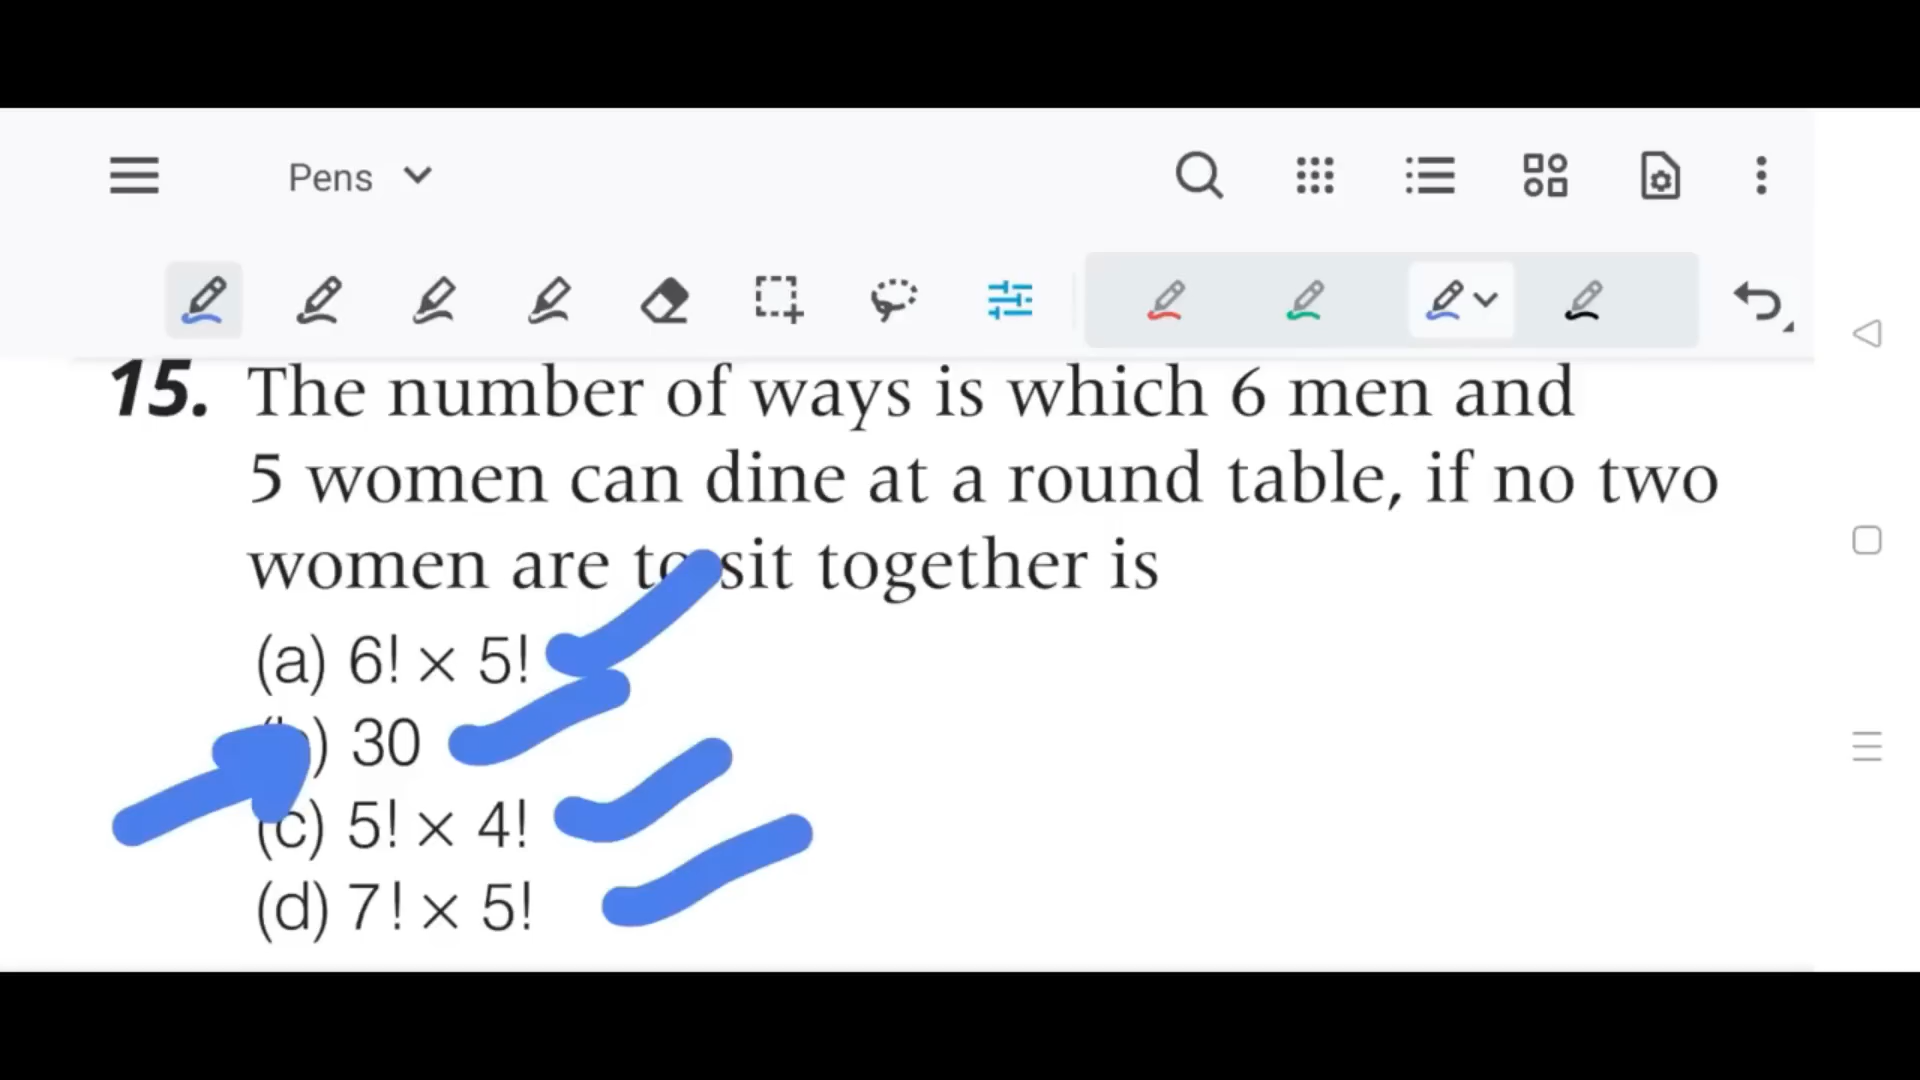 Pens
15. The number of ways is which 6 men and
5 women can dine at a round table, if no two
women are to sit together is
(a) 6! × 5!
(b) 30
(c) 5! × 4!
(d) 7! × 5!